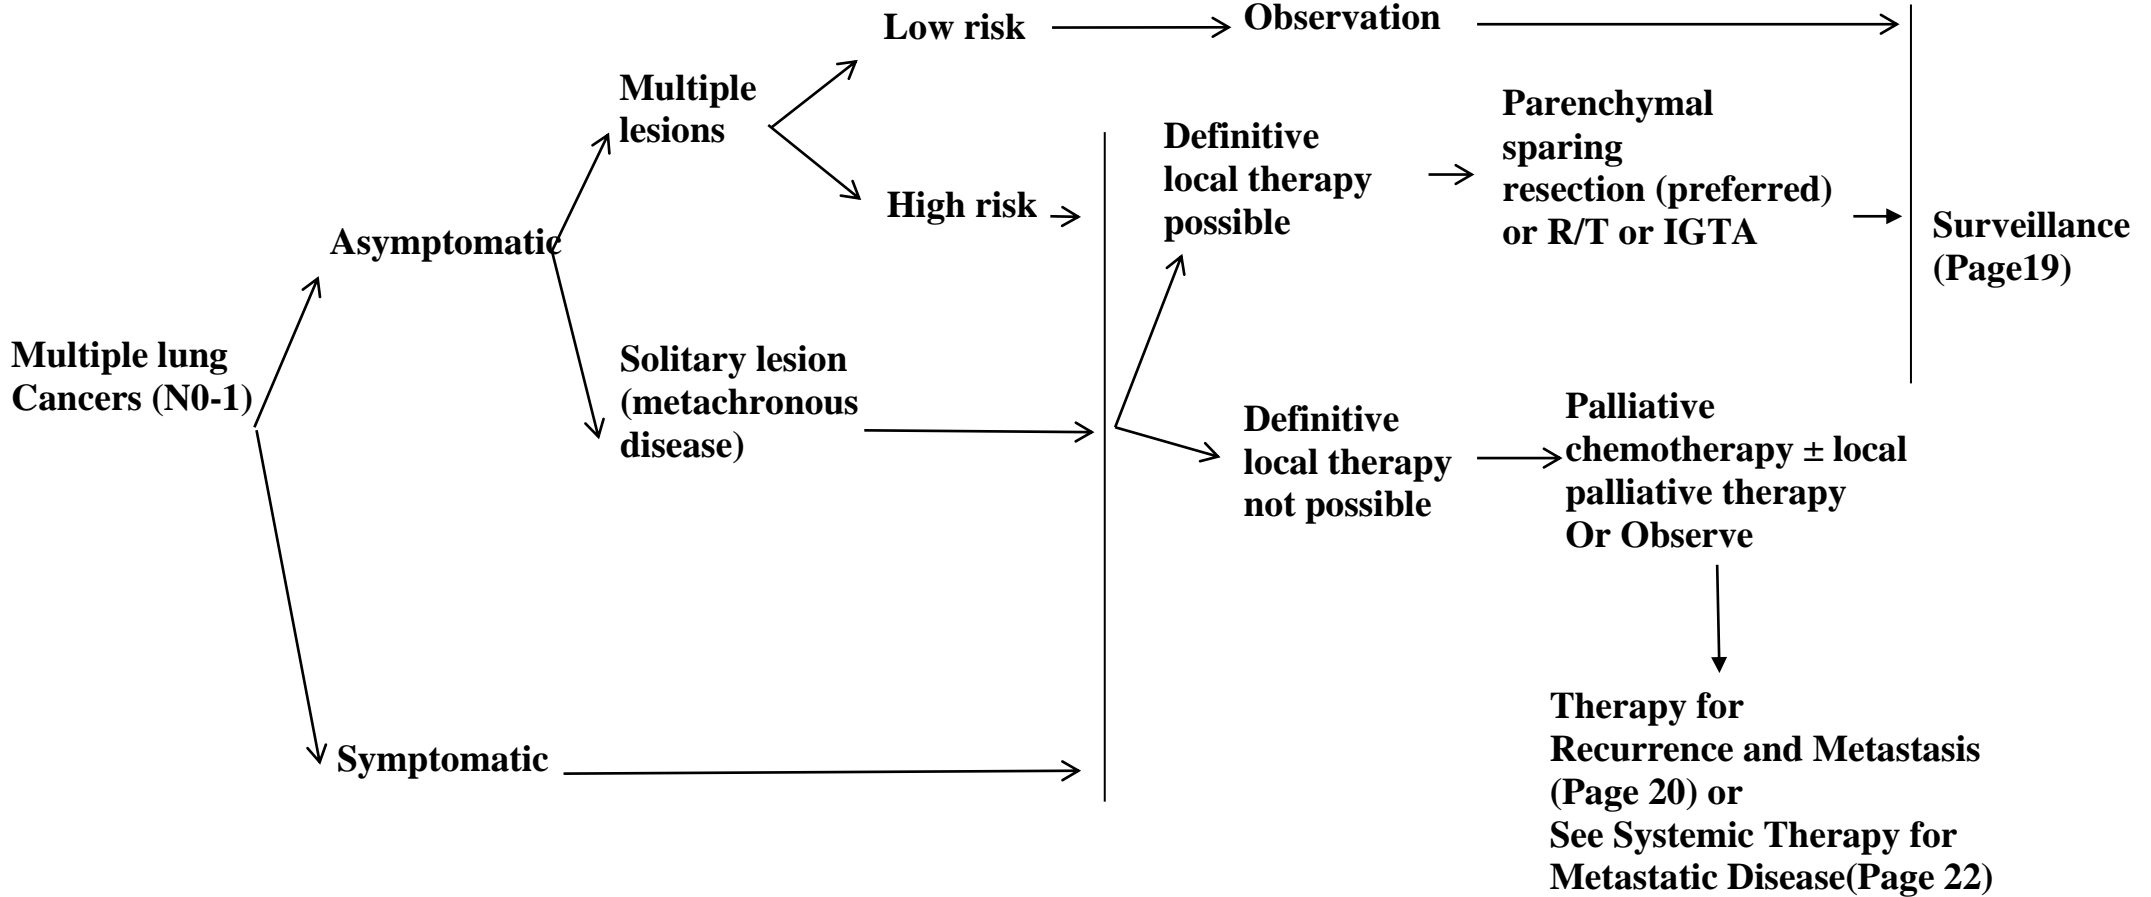 Low risk
Observation
Multiple
lesions
High risk
Definitive
local therapy
possible
Parenchymal
sparing
resection (preferred)
or R/T or IGTA
Surveillance
(Page19)
Asymptomatic
Multiple lung
Cancers (N0-1)
Solitary lesion
(metachronous
disease)
Definitive
local therapy
not possible
Palliative
chemotherapy ± local
palliative therapy
Or Observe
Symptomatic
Therapy for
Recurrence and Metastasis
(Page 20) or
See Systemic Therapy for
Metastatic Disease(Page 22)